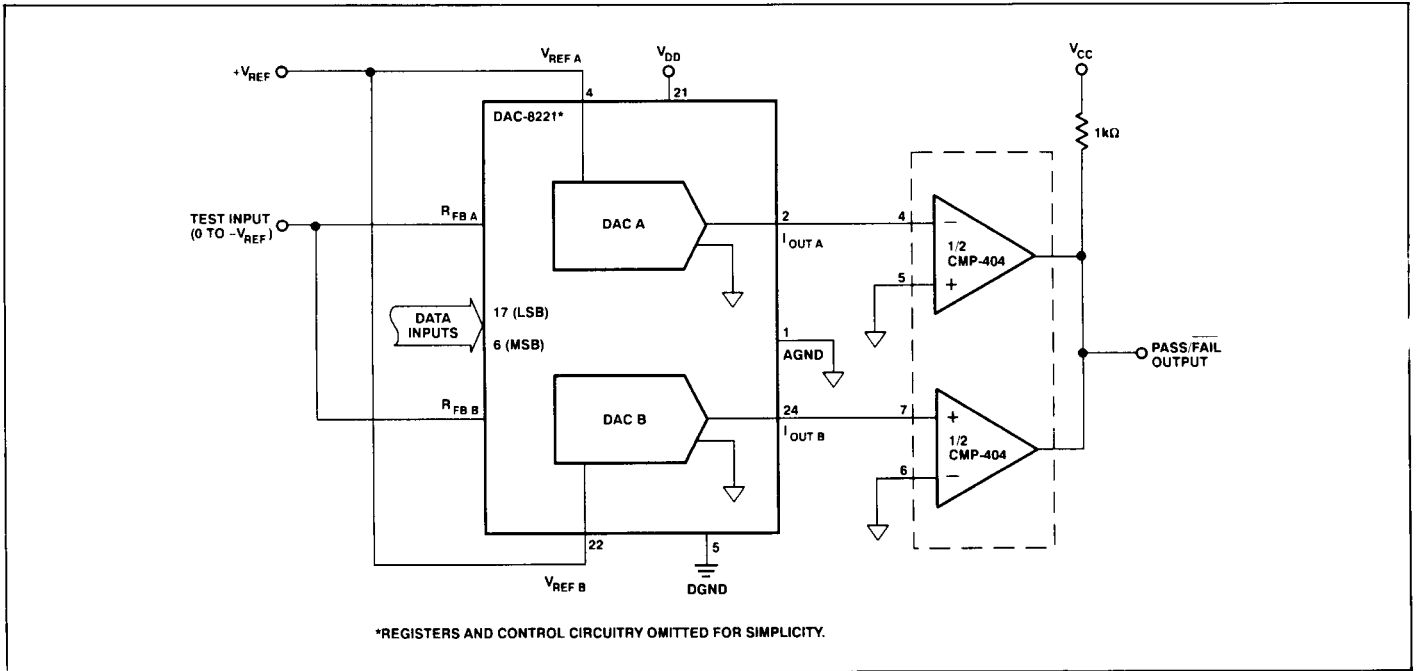 V_REF A
V_DD
V_CC
+V_REF
4
21
DAC-8221*
1kΩ
TEST INPUT
(0 TO –V_REF)
R_FB A
DAC A
2
I_OUT A
4
–
1/2
CMP-404
5
+
DATA
INPUTS
17 (LSB)
6 (MSB)
1
AGND
PASS/F̅A̅I̅L̅
OUTPUT
R_FB B
DAC B
24
I_OUT B
7
+
1/2
CMP-404
6
–
22
5
V_REF B
DGND
*REGISTERS AND CONTROL CIRCUITRY OMITTED FOR SIMPLICITY.